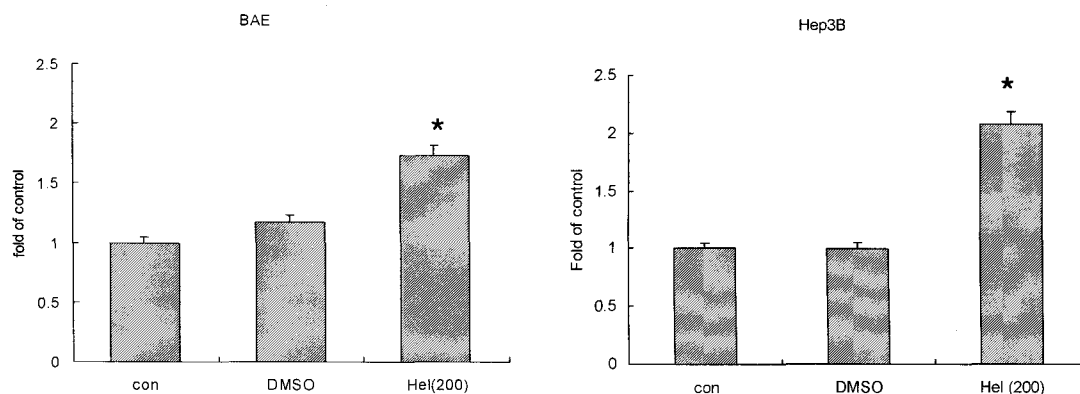 BAE
fold of control
2.5
2
1.5
1
0.5
0
*
con DMSO Hel(200)
Hep3B
Fold of control
2.5
2
1.5
1
0.5
0
*
con DMSO Hel (200)